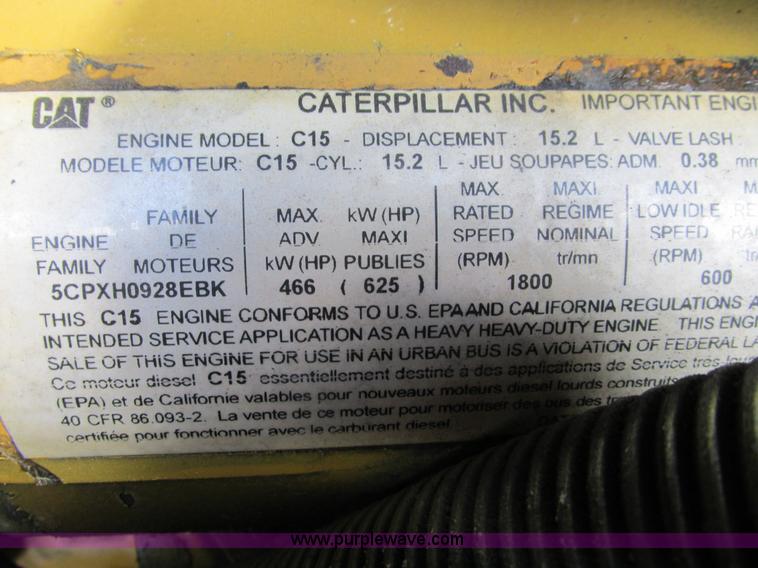 CAT® CATERPILLAR INC. IMPORTANT ENGI
ENGINE MODEL: C15 - DISPLACEMENT: 15.2 L - VALVE LASH:
MODELE MOTEUR: C15 -CYL.: 15.2 L - JEU SOUPAPES: ADM. 0.38 mm
MAX. MAXI MAXI
FAMILY MAX. kW (HP) RATED REGIME LOW IDLE
ENGINE DE ADV MAXI SPEED NOMINAL SPEED
FAMILY MOTEURS kW (HP) PUBLIES (RPM) tr/mn (RPM)
5CPXH0928EBK 466 ( 625 ) 1800 600
THIS C15 ENGINE CONFORMS TO U.S. EPA AND CALIFORNIA REGULATIONS A
INTENDED SERVICE APPLICATION AS A HEAVY HEAVY-DUTY ENGINE. THIS ENGI
SALE OF THIS ENGINE FOR USE IN AN URBAN BUS IS A VIOLATION OF FEDERAL LA
Ce moteur diesel C15 essentiellement destiné à des applications de Service très lou
(EPA) et de Californie valables pour nouveaux moteurs diesel lourds construits
40 CFR 86.093-2. La vente de ce moteur pour motoriser des bus des
certifiée pour fonctionner avec le carburant diesel.
www.purplewave.com